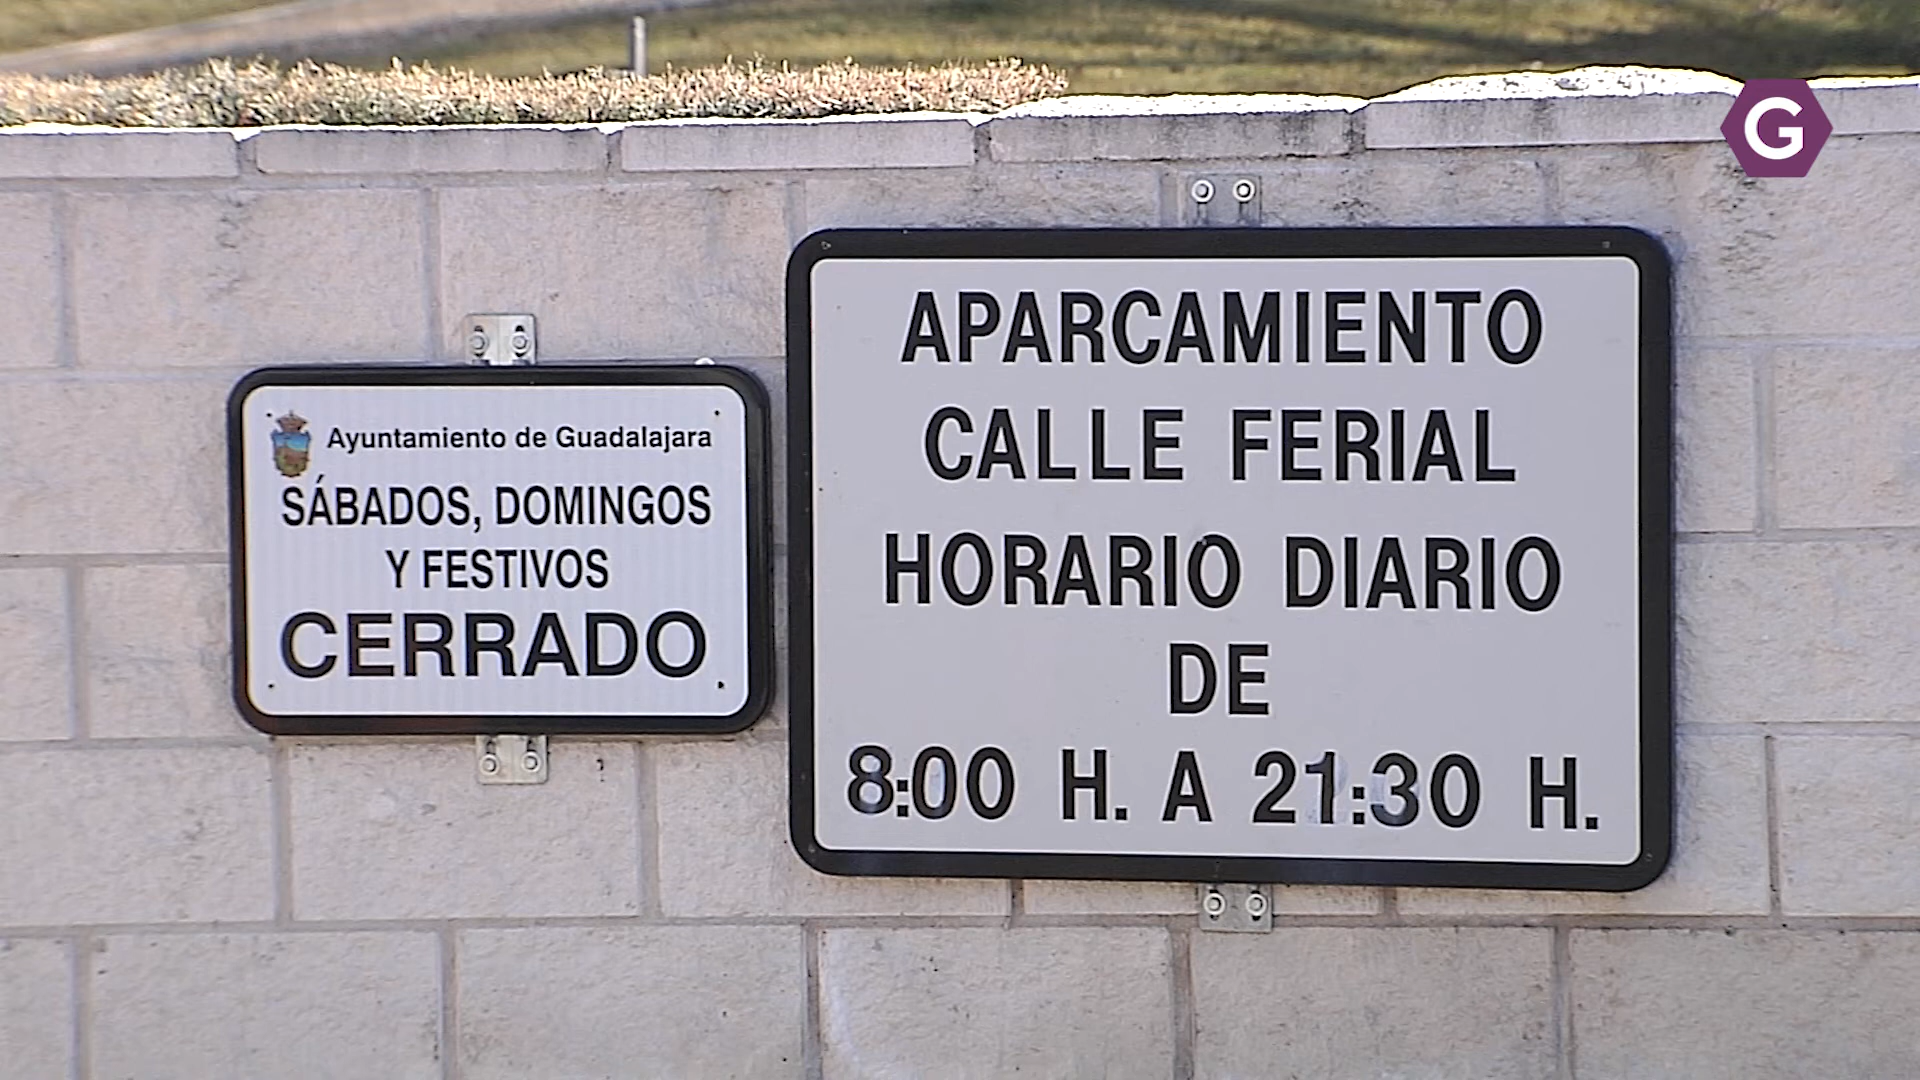 Ayuntamiento de Guadalajara
SÁBADOS, DOMINGOS
Y FESTIVOS
CERRADO
APARCAMIENTO
CALLE FERIAL
HORARIO DIARIO
DE
8:00 H. A 21:30 H.
G